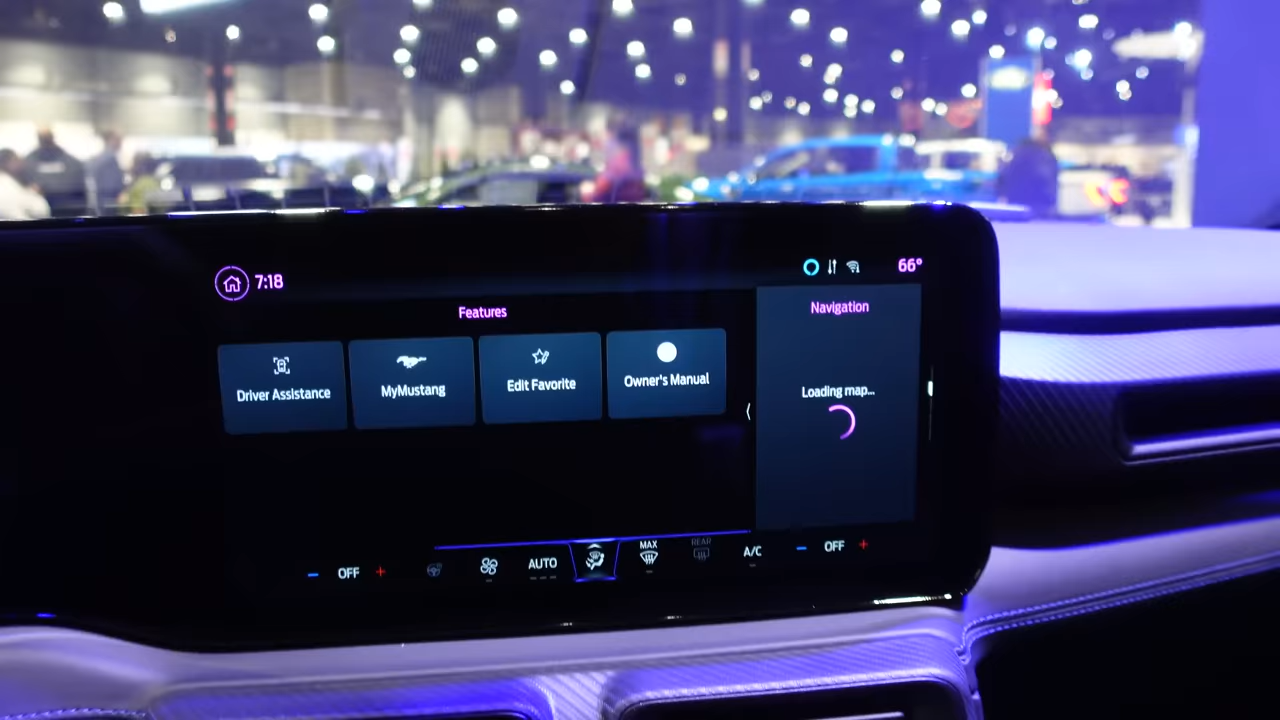 7:18
66°
Features
Navigation
Driver Assistance
MyMustang
Edit Favorite
Owner's Manual
Loading map...
OFF
AUTO
MAX
REAR
A/C
OFF